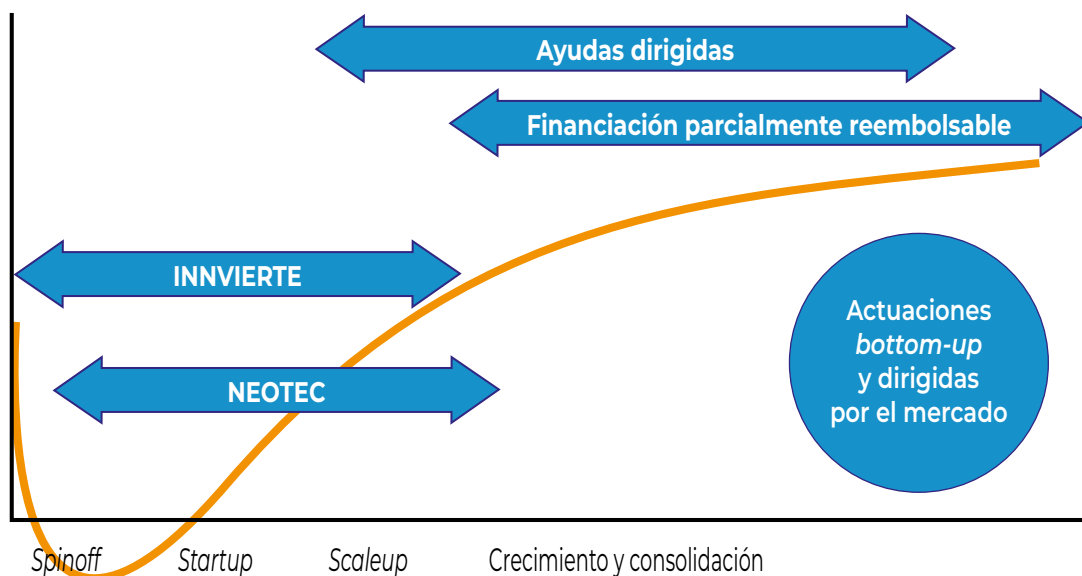 Ayudas dirigidas
Financiación parcialmente reembolsable
INNVIERTE
NEOTEC
Actuaciones
bottom-up
y dirigidas
por el mercado
Spinoff Startup Scaleup Crecimiento y consolidación